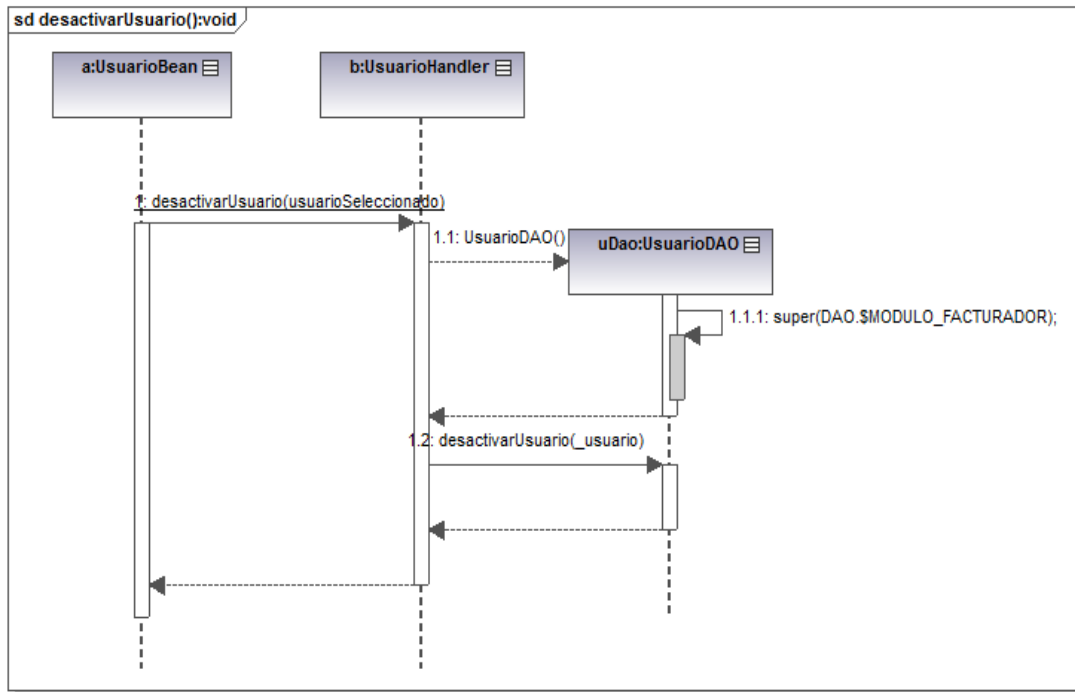 sd desactivarUsuario():void
a:UsuarioBean
b:UsuarioHandler
1: desactivarUsuario(usuarioSeleccionado)
1.1: UsuarioDAO()
uDao:UsuarioDAO
1.1.1: super(DAO.$MODULO_FACTURADOR);
1.2: desactivarUsuario(_usuario)